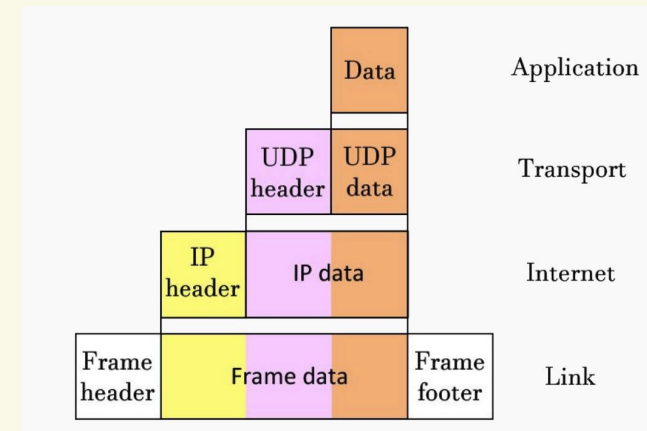 Data
Application
UDP
header
UDP
data
Transport
IP
header
IP data
Internet
Frame
header
Frame data
Frame
footer
Link